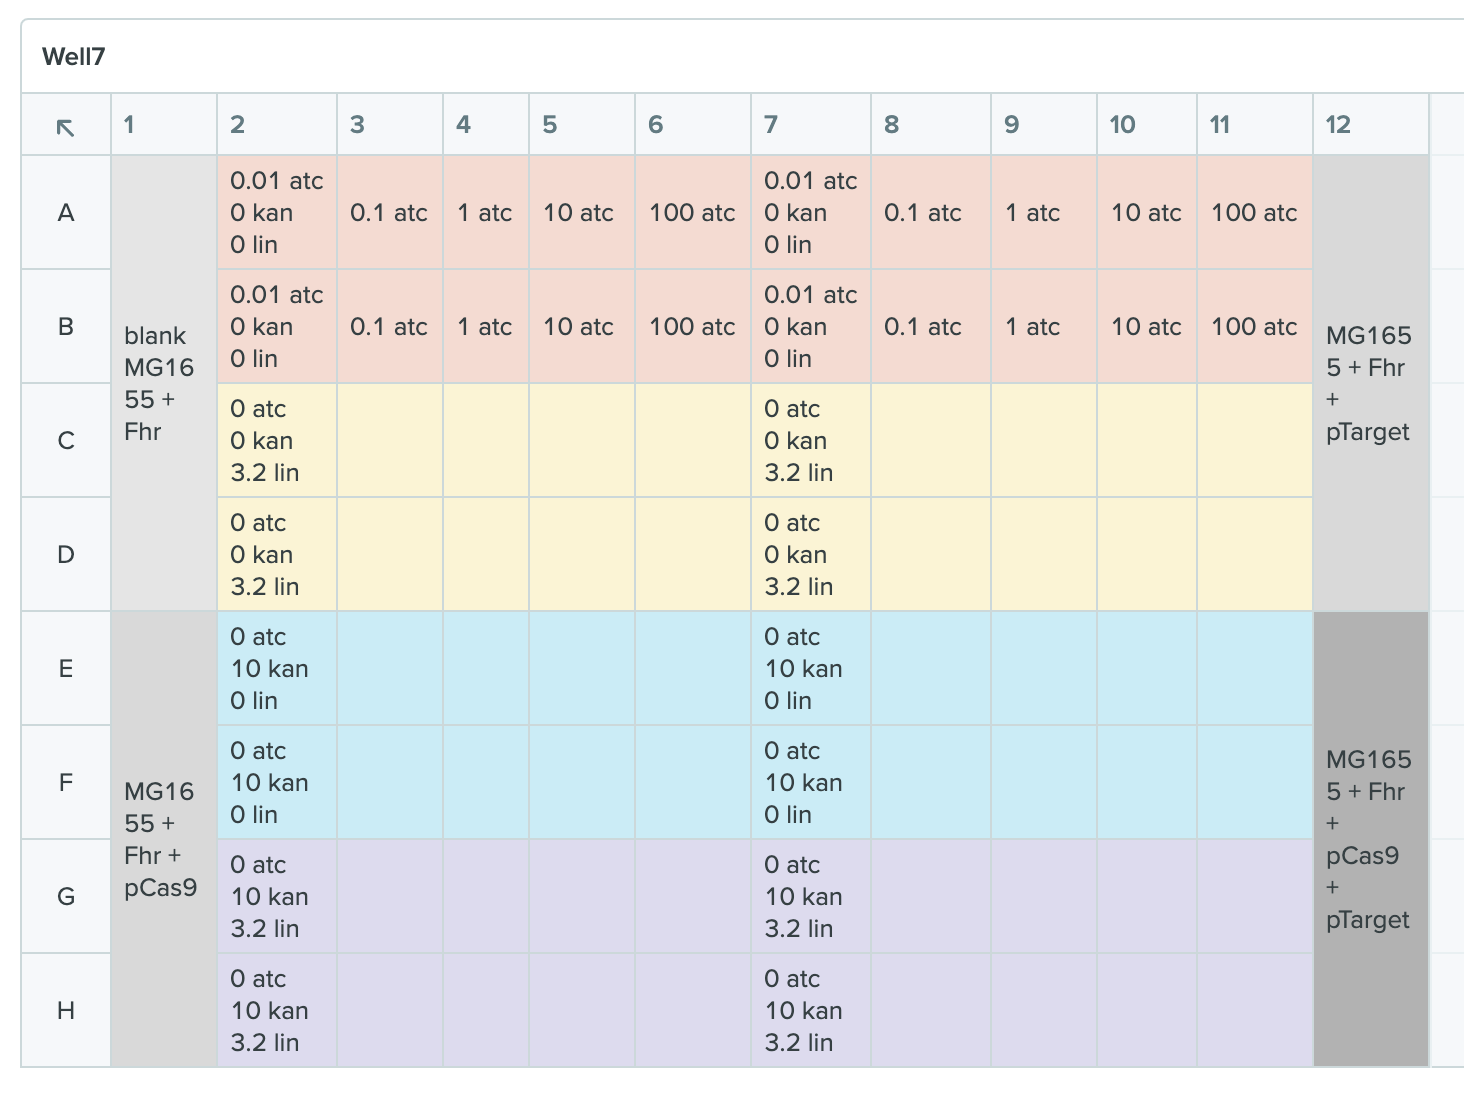 Well7
1 2 3 4 5 6 7 8 9 10 11 12
A
0.01 atc
0 kan
0 lin
0.1 atc
1 atc
10 atc
100 atc
0.01 atc
0 kan
0 lin
0.1 atc
1 atc
10 atc
100 atc
B
0.01 atc
0 kan
0 lin
0.1 atc
1 atc
10 atc
100 atc
0.01 atc
0 kan
0 lin
0.1 atc
1 atc
10 atc
100 atc
blank
MG16
55 +
Fhr
MG165
5 + Fhr
+
pTarget
C
0 atc
0 kan
3.2 lin
0 atc
0 kan
3.2 lin
D
0 atc
0 kan
3.2 lin
0 atc
0 kan
3.2 lin
E
0 atc
10 kan
0 lin
0 atc
10 kan
0 lin
F
0 atc
10 kan
0 lin
0 atc
10 kan
0 lin
MG16
55 +
Fhr +
pCas9
MG165
5 + Fhr
+
pCas9
+
pTarget
G
0 atc
10 kan
3.2 lin
0 atc
10 kan
3.2 lin
H
0 atc
10 kan
3.2 lin
0 atc
10 kan
3.2 lin